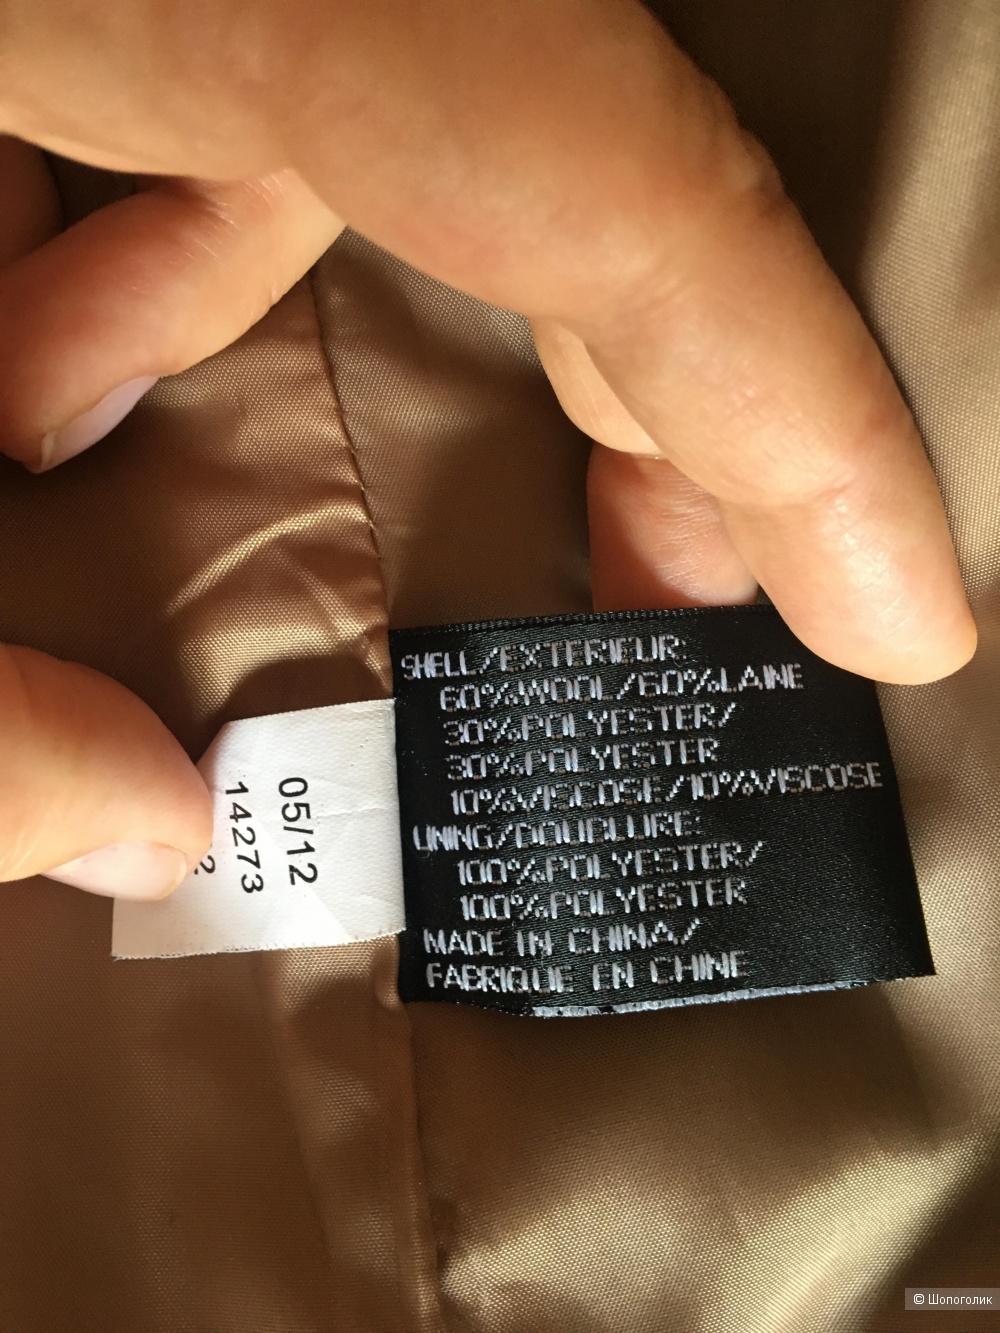 SHELL/EXTERIEUR:
60%WOOL/60%LAINE
30%POLYESTER/
30%POLYESTER
10%VISCOSE/10%VISCOSE
LINING/DOUBLURE:
100%POLYESTER/
100%POLYESTER
MADE IN CHINA/
FABRIQUE EN CHINE
05/12
14273
© Шопоголик